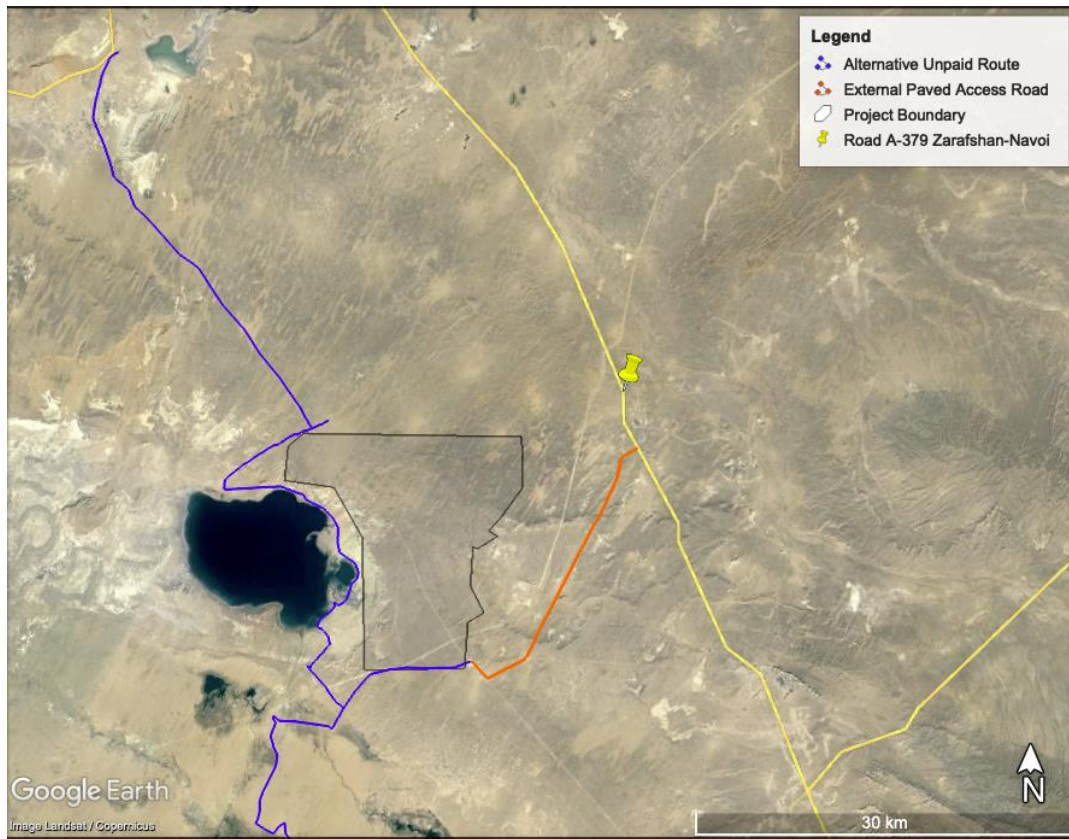 Legend
Alternative Unpaid Route
External Paved Access Road
Project Boundary
Road A-379 Zarafshan-Navoi
N
Google Earth
Image Landsat / Copernicus
30 km